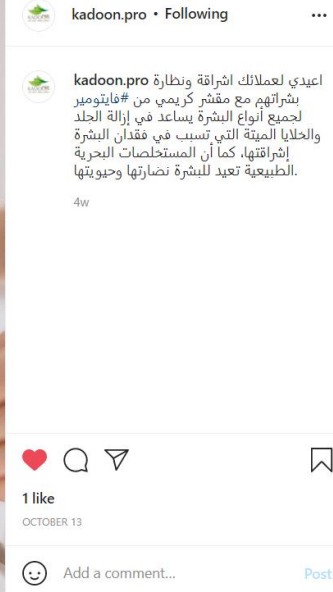 kadoon.pro • Following
kadoon.pro اعيدي لعملائك اشراقة ونظارة
بشراتهم مع مقشر كريمي من #فايتومير
لجميع أنواع البشرة يساعد في إزالة الجلد
والخلايا الميتة التي تسبب في فقدان البشرة
إشراقتها، كما أن المستخلصات البحرية
الطبيعية تعيد للبشرة نضارتها وحيويتها.
4w
1 like
OCTOBER 13
Add a comment...
Post